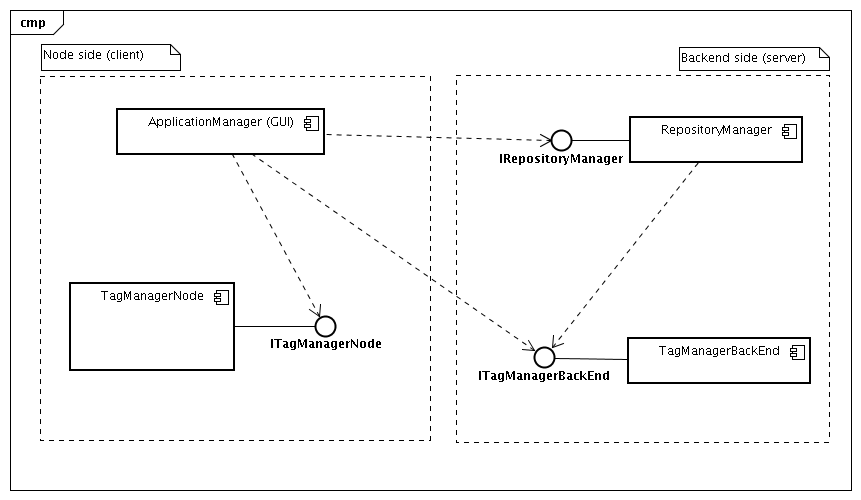 cmp
Node side (client)
Backend side (server)
ApplicationManager (GUI)
RepositoryManager
IRepositoryManager
TagManagerNode
ITagManagerNode
TagManagerBackEnd
ITagManagerBackEnd